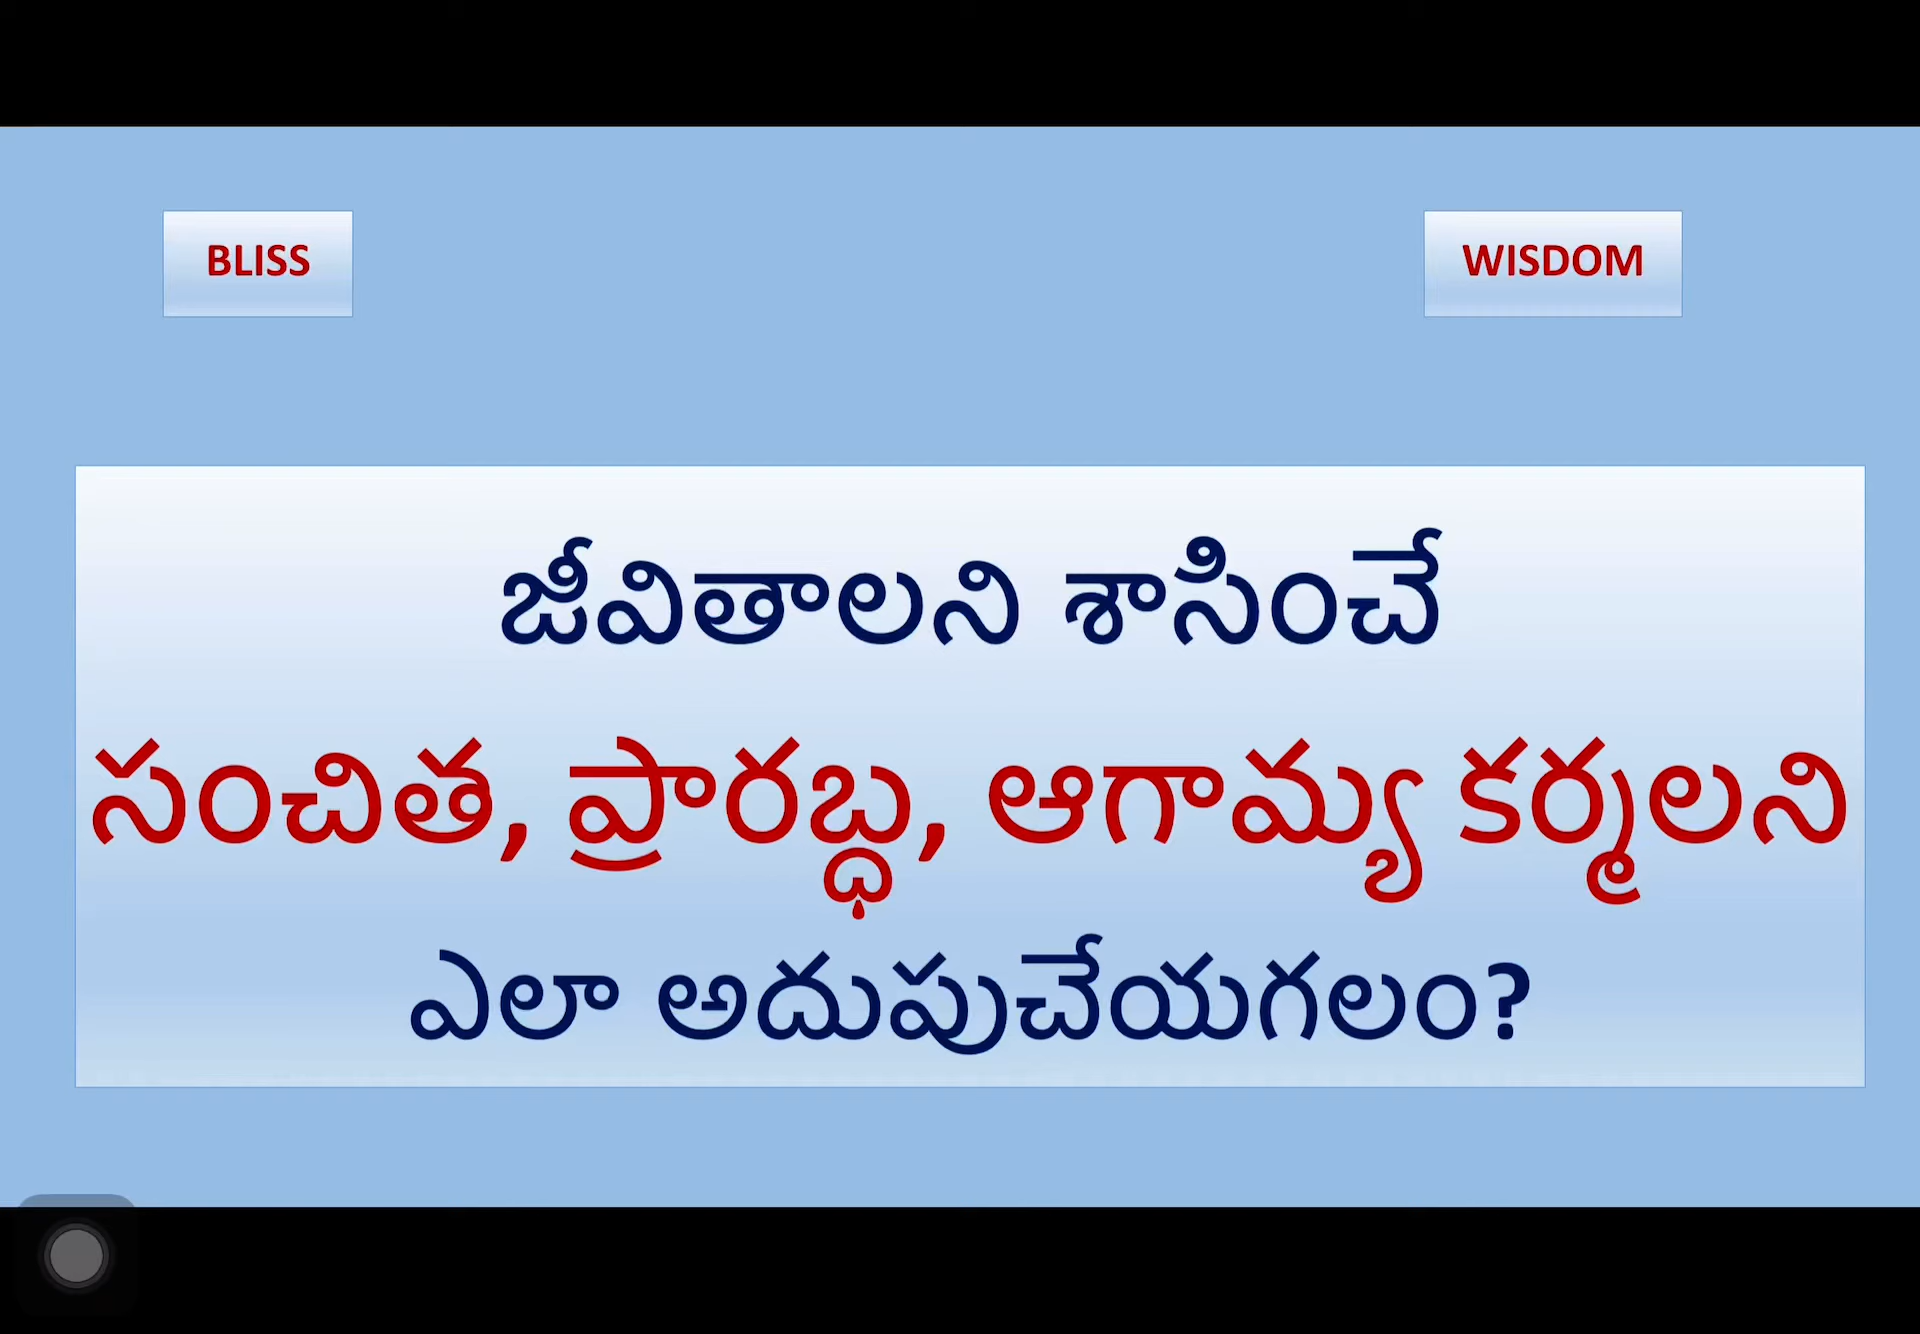 BLISS
WISDOM
జీవితాలని శాసించే
సంచిత, ప్రారబ్ధ, ఆగామ్య కర్మలని
ఎలా అదుపుచేయగలం?